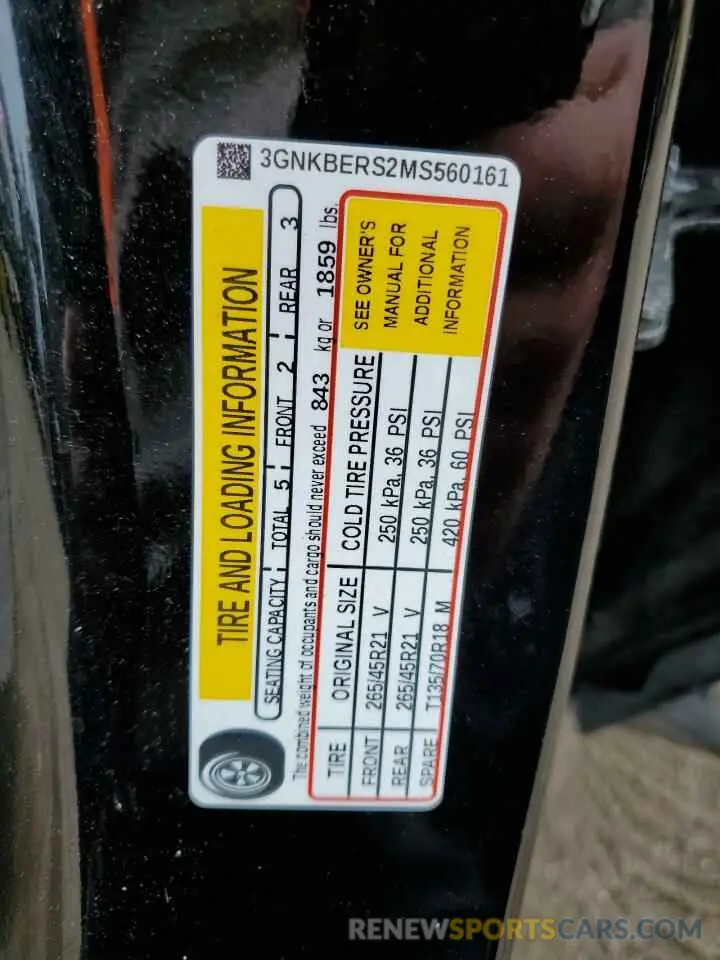 3GNKBERS2MS560161
TIRE AND LOADING INFORMATION
SEATING CAPACITY TOTAL 5 FRONT 2 REAR 3
The combined weight of occupants and cargo should never exceed 843 kg or 1859 lbs.
TIRE ORIGINAL SIZE COLD TIRE PRESSURE SEE OWNER'S
FRONT 265/45R21 V 250 kPa, 36 PSI MANUAL FOR
REAR 265/45R21 V 250 kPa, 36 PSI ADDITIONAL
SPARE T135/70R18 M 420 kPa, 60 PSI INFORMATION
RENEWSPORTSCARS.COM